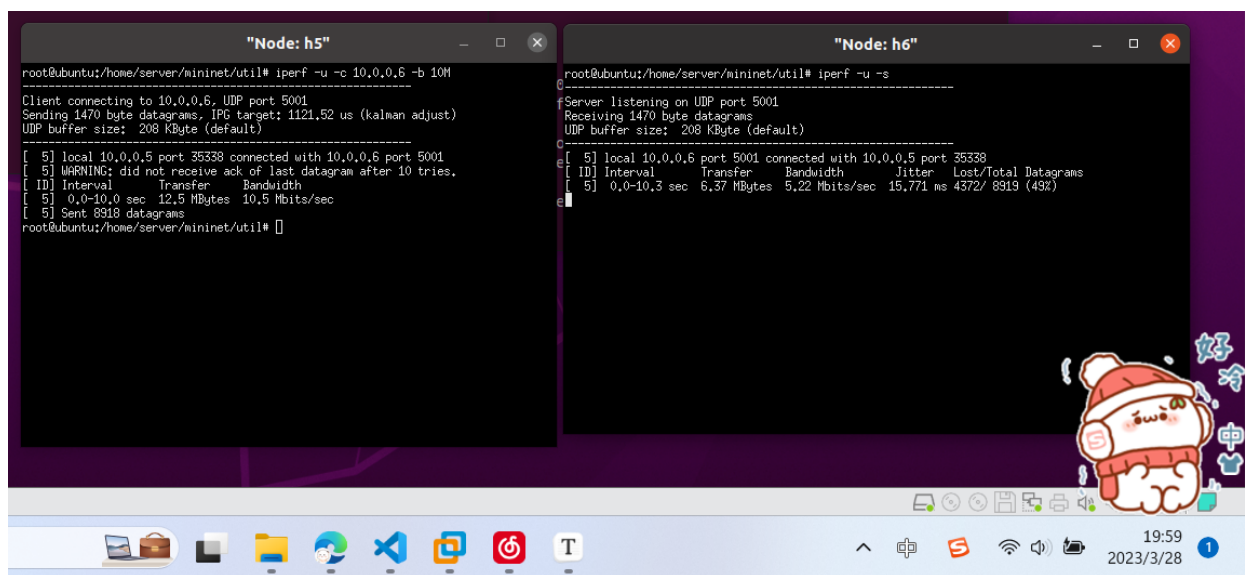 "Node: h5"
root@ubuntu:/home/server/mininet/util# iperf -u -c 10.0.0.6 -b 10M
------------------------------------------------------------
Client connecting to 10.0.0.6, UDP port 5001
Sending 1470 byte datagrams, IPG target: 1121.52 us (kalman adjust)
UDP buffer size:  208 KByte (default)
------------------------------------------------------------
[  5] local 10.0.0.5 port 35338 connected with 10.0.0.6 port 5001
[  5] WARNING: did not receive ack of last datagram after 10 tries.
[ ID] Interval       Transfer     Bandwidth
[  5]  0.0-10.0 sec  12.5 MBytes  10.5 Mbits/sec
[  5] Sent 8918 datagrams
root@ubuntu:/home/server/mininet/util#
"Node: h6"
root@ubuntu:/home/server/mininet/util# iperf -u -s
------------------------------------------------------------
Server listening on UDP port 5001
Receiving 1470 byte datagrams
UDP buffer size:  208 KByte (default)
------------------------------------------------------------
[  5] local 10.0.0.6 port 5001 connected with 10.0.0.5 port 35338
[ ID] Interval       Transfer     Bandwidth        Jitter   Lost/Total Datagrams
[  5]  0.0-10.3 sec  6.37 MBytes  5.22 Mbits/sec  15.771 ms 4372/ 8919 (49%)
好冷
中
T
中
19:59
2023/3/28
1